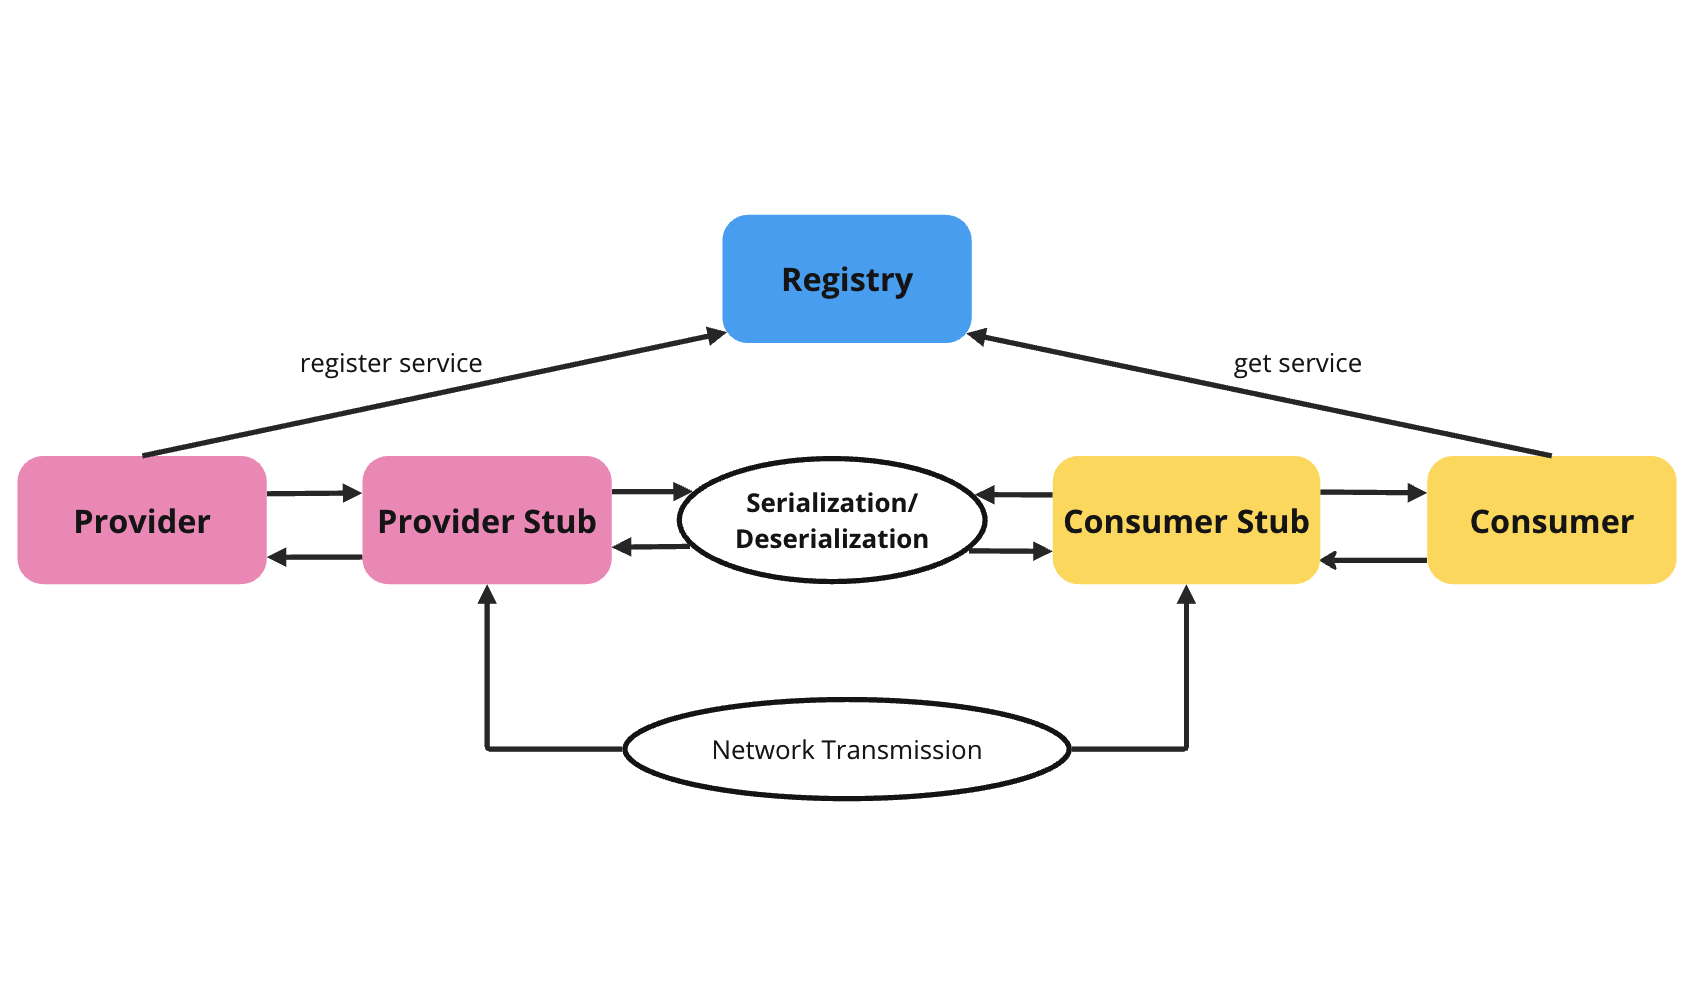 Registry
register service
get service
Provider
Provider Stub
Serialization/
Deserialization
Consumer Stub
Consumer
Network Transmission